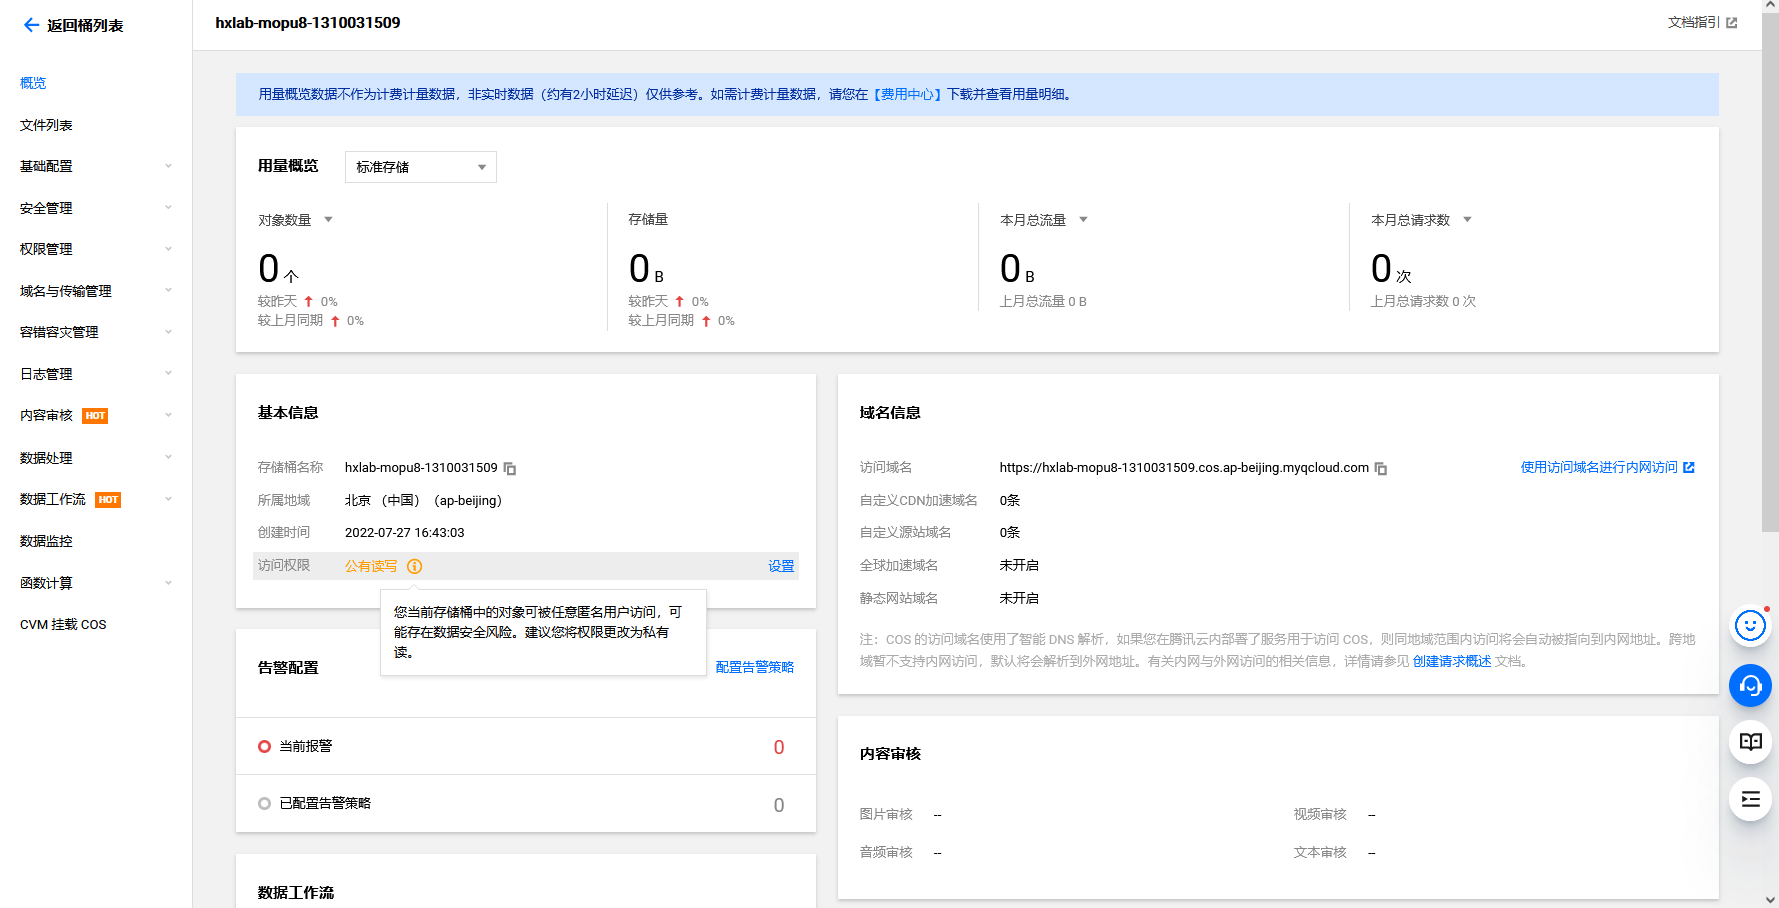 返回桶列表
概览
文件列表
基础配置
安全管理
权限管理
域名与传输管理
容错容灾管理
日志管理
内容审核 HOT
数据处理
数据工作流 HOT
数据监控
函数计算
CVM 挂载 COS
hxlab-mopu8-1310031509
文档指引
用量概览数据不作为计费计量数据，非实时数据（约有2小时延迟）仅供参考。如需计费计量数据，请您在【费用中心】下载并查看用量明细。
用量概览 标准存储
对象数量
0 个
较昨天 0%
较上月同期 0%
存储量
0 B
较昨天 0%
较上月同期 0%
本月总流量
0 B
上月总流量 0 B
本月总请求数
0 次
上月总请求数 0 次
基本信息
存储桶名称 hxlab-mopu8-1310031509
所属地域 北京（中国）（ap-beijing）
创建时间 2022-07-27 16:43:03
访问权限 公有读写 设置
您当前存储桶中的对象可被任意匿名用户访问，可
能存在数据安全风险。建议您将权限更改为私有
读。
告警配置 配置告警策略
当前报警 0
已配置告警策略 0
数据工作流
域名信息
访问域名 https://hxlab-mopu8-1310031509.cos.ap-beijing.myqcloud.com 使用访问域名进行内网访问
自定义CDN加速域名 0条
自定义源站域名 0条
全球加速域名 未开启
静态网站域名 未开启
注：COS 的访问域名使用了智能 DNS 解析，如果您在腾讯云内部署了服务用于访问 COS，则同地域范围内访问将会自动被指向到内网地址。跨地
域暂不支持内网访问，默认将会解析到外网地址。有关内网与外网访问的相关信息，详情请参见 创建请求概述 文档。
内容审核
图片审核 -- 视频审核 --
音频审核 -- 文本审核 --